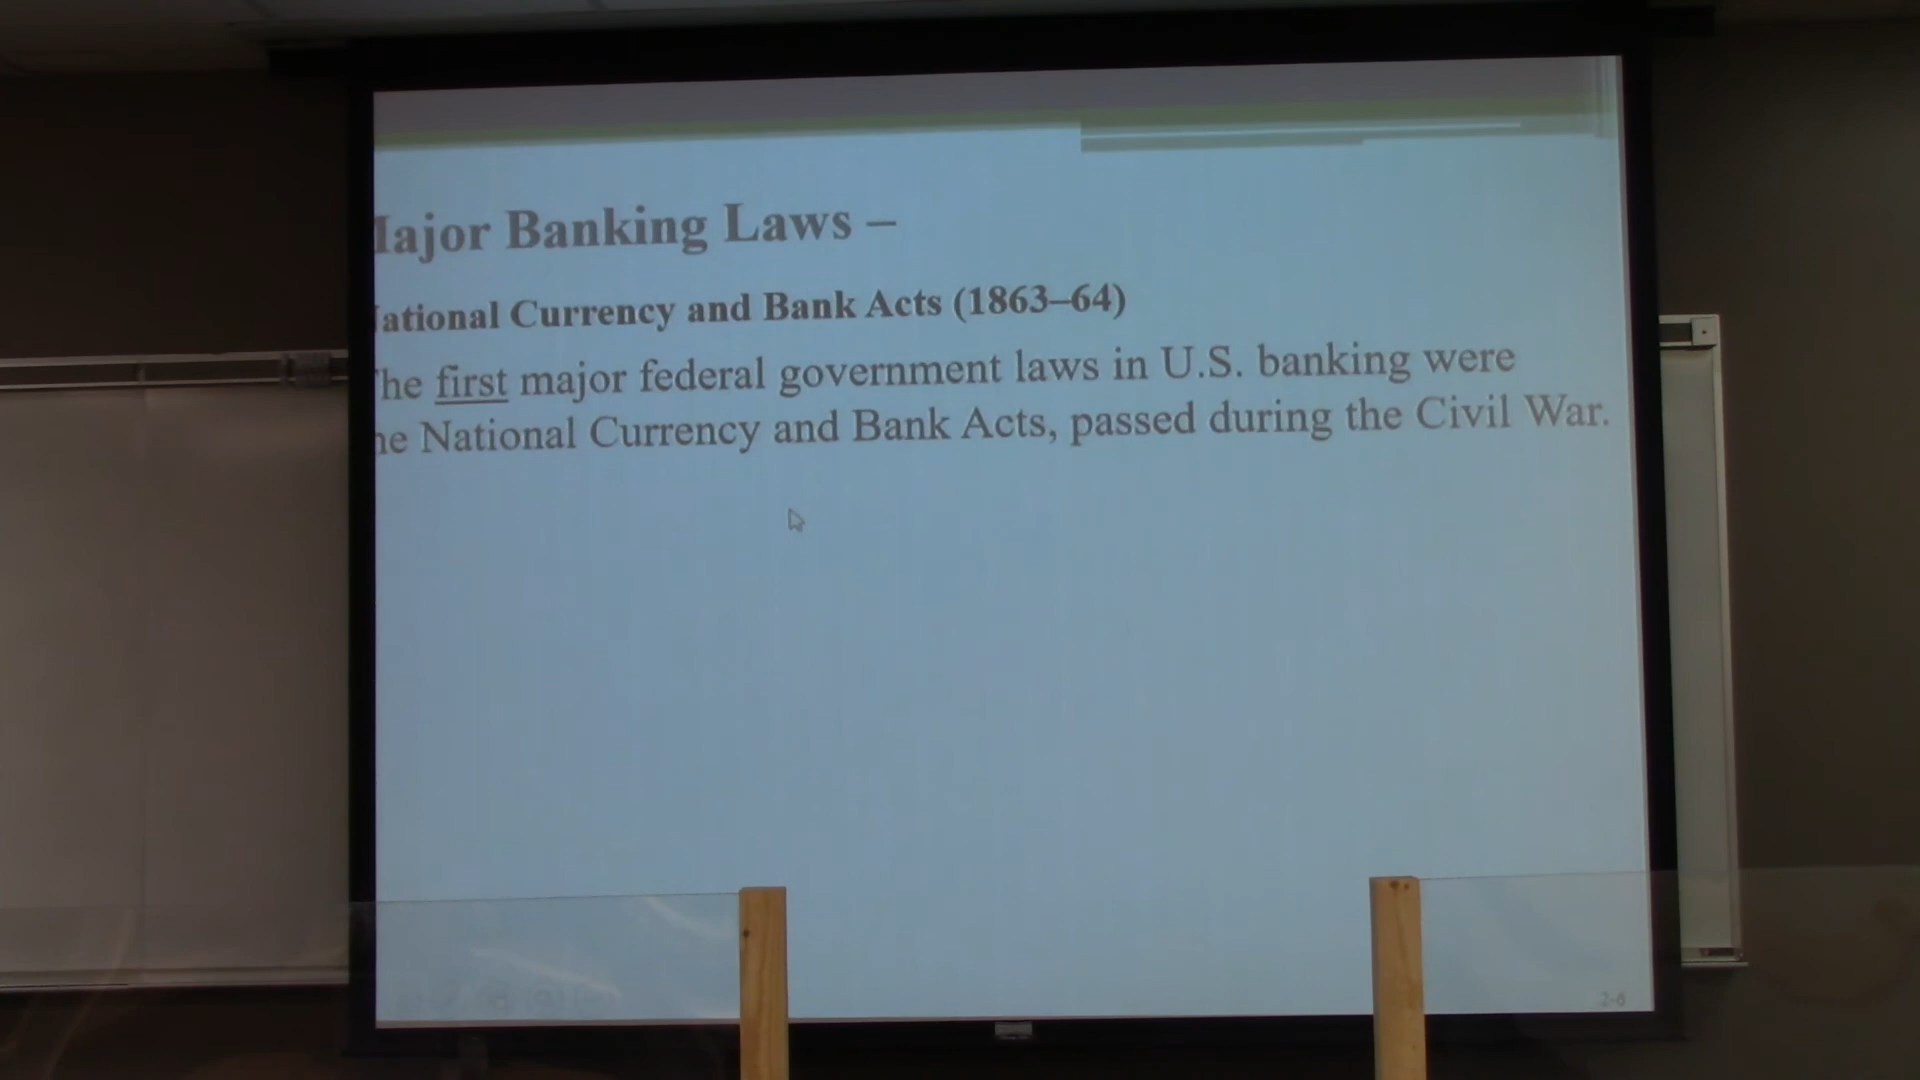 Major Banking Laws –
National Currency and Bank Acts (1863–64)
The first major federal government laws in U.S. banking were
the National Currency and Bank Acts, passed during the Civil War.
2-6